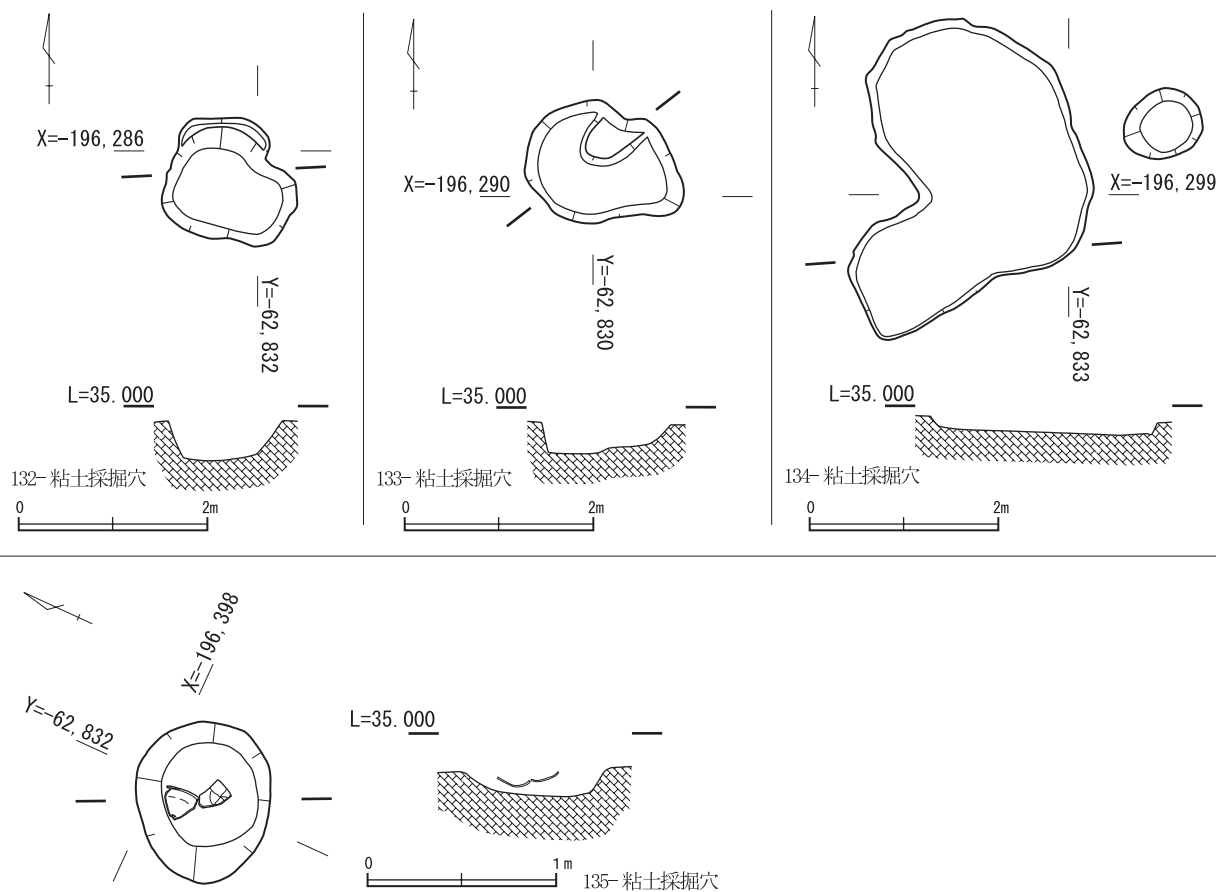 X=-196,286
Y=-62,832
L=35.000
132-粘土採掘穴
0 2m
X=-196,290
Y=-62,830
L=35.000
133-粘土採掘穴
0 2m
X=-196,299
Y=-62,833
L=35.000
134-粘土採掘穴
0 2m
X=-196,398
Y=-62,832
L=35.000
0 1m
135-粘土採掘穴